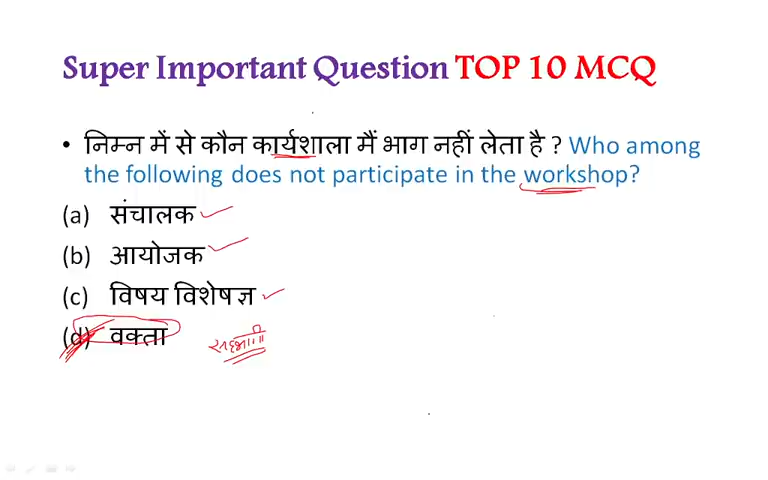 Super Important Question TOP 10 MCQ
• निम्न में से कौन कार्यशाला मैं भाग नहीं लेता है ? Who among
the following does not participate in the workshop?
(a) संचालक
(b) आयोजक
(c) विषय विशेषज्ञ
(d) वक्ता